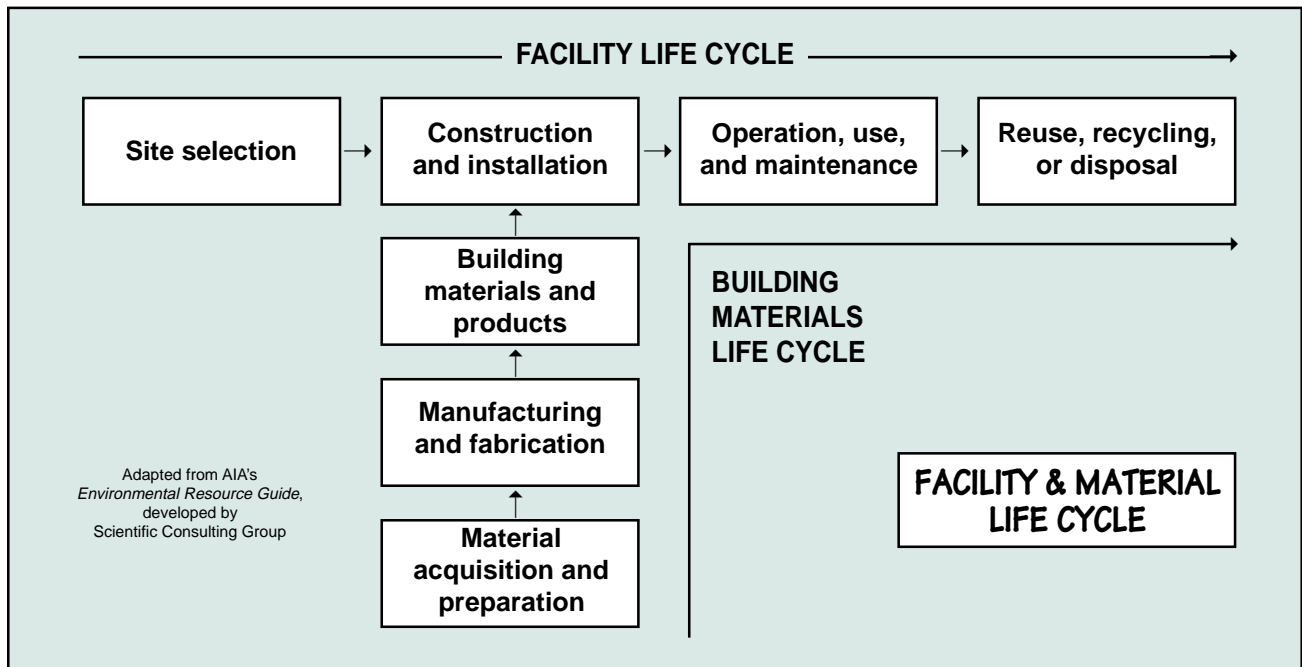 FACILITY LIFE CYCLE
Site selection
Construction
and installation
Operation, use,
and maintenance
Reuse, recycling,
or disposal
Building
materials and
products
BUILDING
MATERIALS
LIFE CYCLE
Manufacturing
and fabrication
Adapted from AIA's
Environmental Resource Guide,
developed by
Scientific Consulting Group
FACILITY & MATERIAL
LIFE CYCLE
Material
acquisition and
preparation